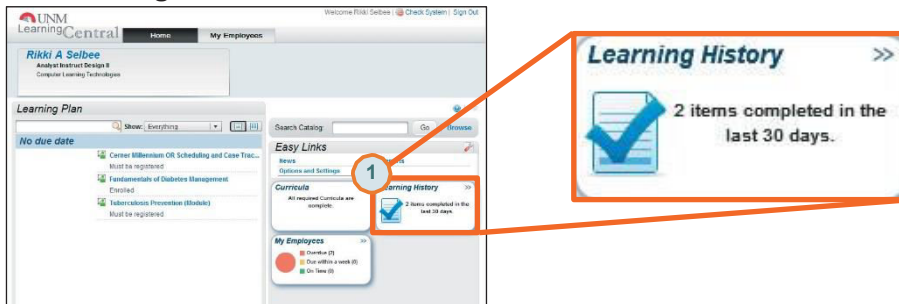 Welcome Rikki Selbee | Check System | Sign Out
UNM
Learning Central
Home
My Employees
Rikki A Selbee
Analyst Instruct Design II
Computer Learning Technologies
Learning Plan
Show: Everything
No due date
Cerner Millennium OR Scheduling and Case Trac...
Must be registered
Fundamentals of Diabetes Management
Enrolled
Tuberculosis Prevention (Module)
Must be registered
Search Catalog:
Go
Browse
Easy Links
News
Options and Settings
1
Curricula
All required Curricula are
complete.
Learning History >>
2 items completed in the
last 30 days.
My Employees >>
Overdue (2)
Due within a week (0)
On Time (0)
Learning History >>
2 items completed in the
last 30 days.